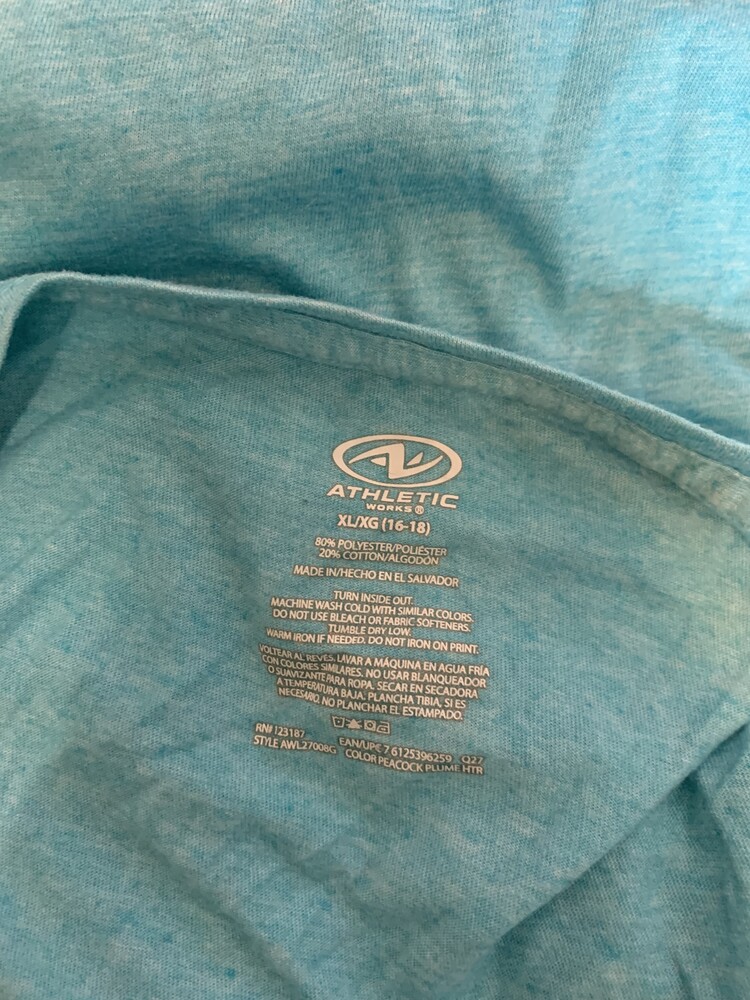 ATHLETIC
WORKS®
XL/XG (16-18)
80% POLYESTER/POLIÉSTER
20% COTTON/ALGODÓN
MADE IN/HECHO EN EL SALVADOR
TURN INSIDE OUT.
MACHINE WASH COLD WITH SIMILAR COLORS.
DO NOT USE BLEACH OR FABRIC SOFTENERS.
TUMBLE DRY LOW.
WARM IRON IF NEEDED. DO NOT IRON ON PRINT.
VOLTEAR AL REVÉS. LAVAR A MÁQUINA EN AGUA FRÍA
CON COLORES SIMILARES. NO USAR BLANQUEADOR
O SUAVIZANTE PARA ROPA. SECAR EN SECADORA
A TEMPERATURA BAJA. PLANCHA TIBIA, SI ES
NECESARIO. NO PLANCHAR EL ESTAMPADO.
RN# 123187 EAN/UPC 7 6125396259 Q27
STYLE AWL27008G COLOR PEACOCK PLUME HTR